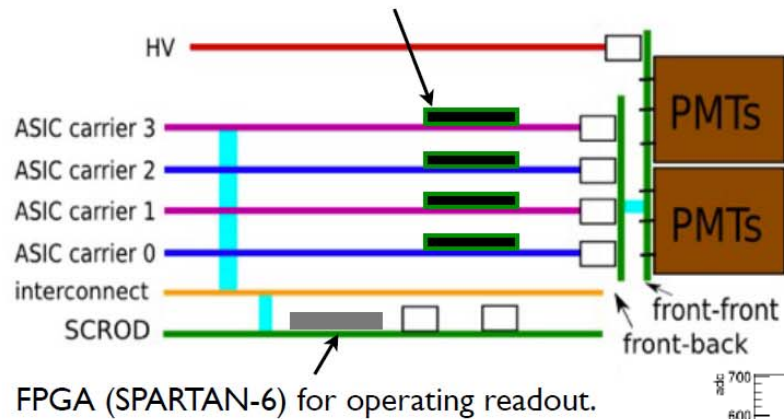 HV
PMTs
ASIC carrier 3
ASIC carrier 2
ASIC carrier 1
PMTs
ASIC carrier 0
interconnect
front-front
SCROD
front-back
FPGA (SPARTAN-6) for operating readout.
adc
700
600